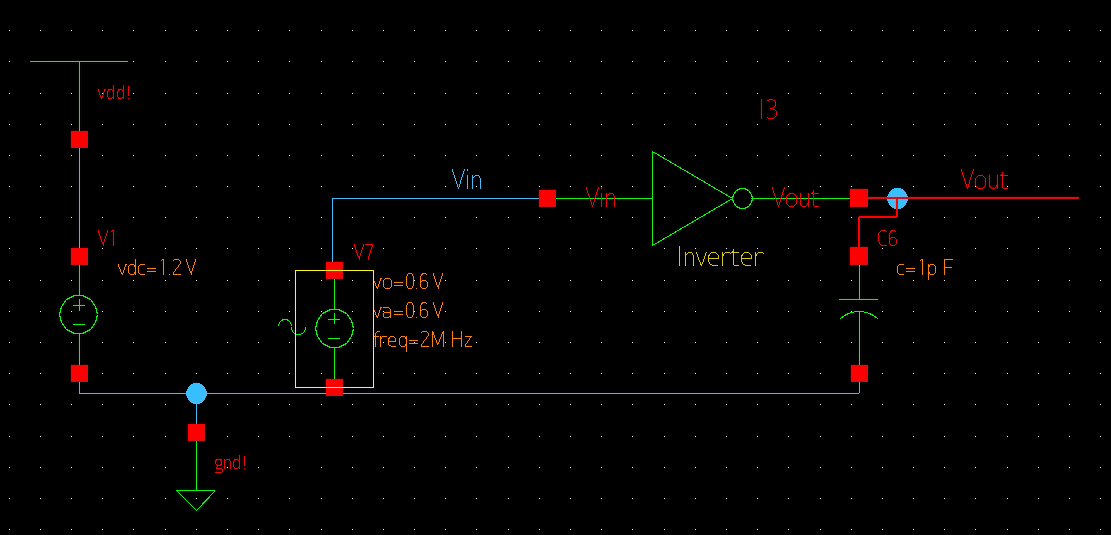 vdd!
V1
vdc=1.2 V
Vin
V7
vo=0.6 V
va=0.6 V
freq=2M Hz
I3
Vin
Vout
Inverter
Vout
C6
c=1p F
gnd!